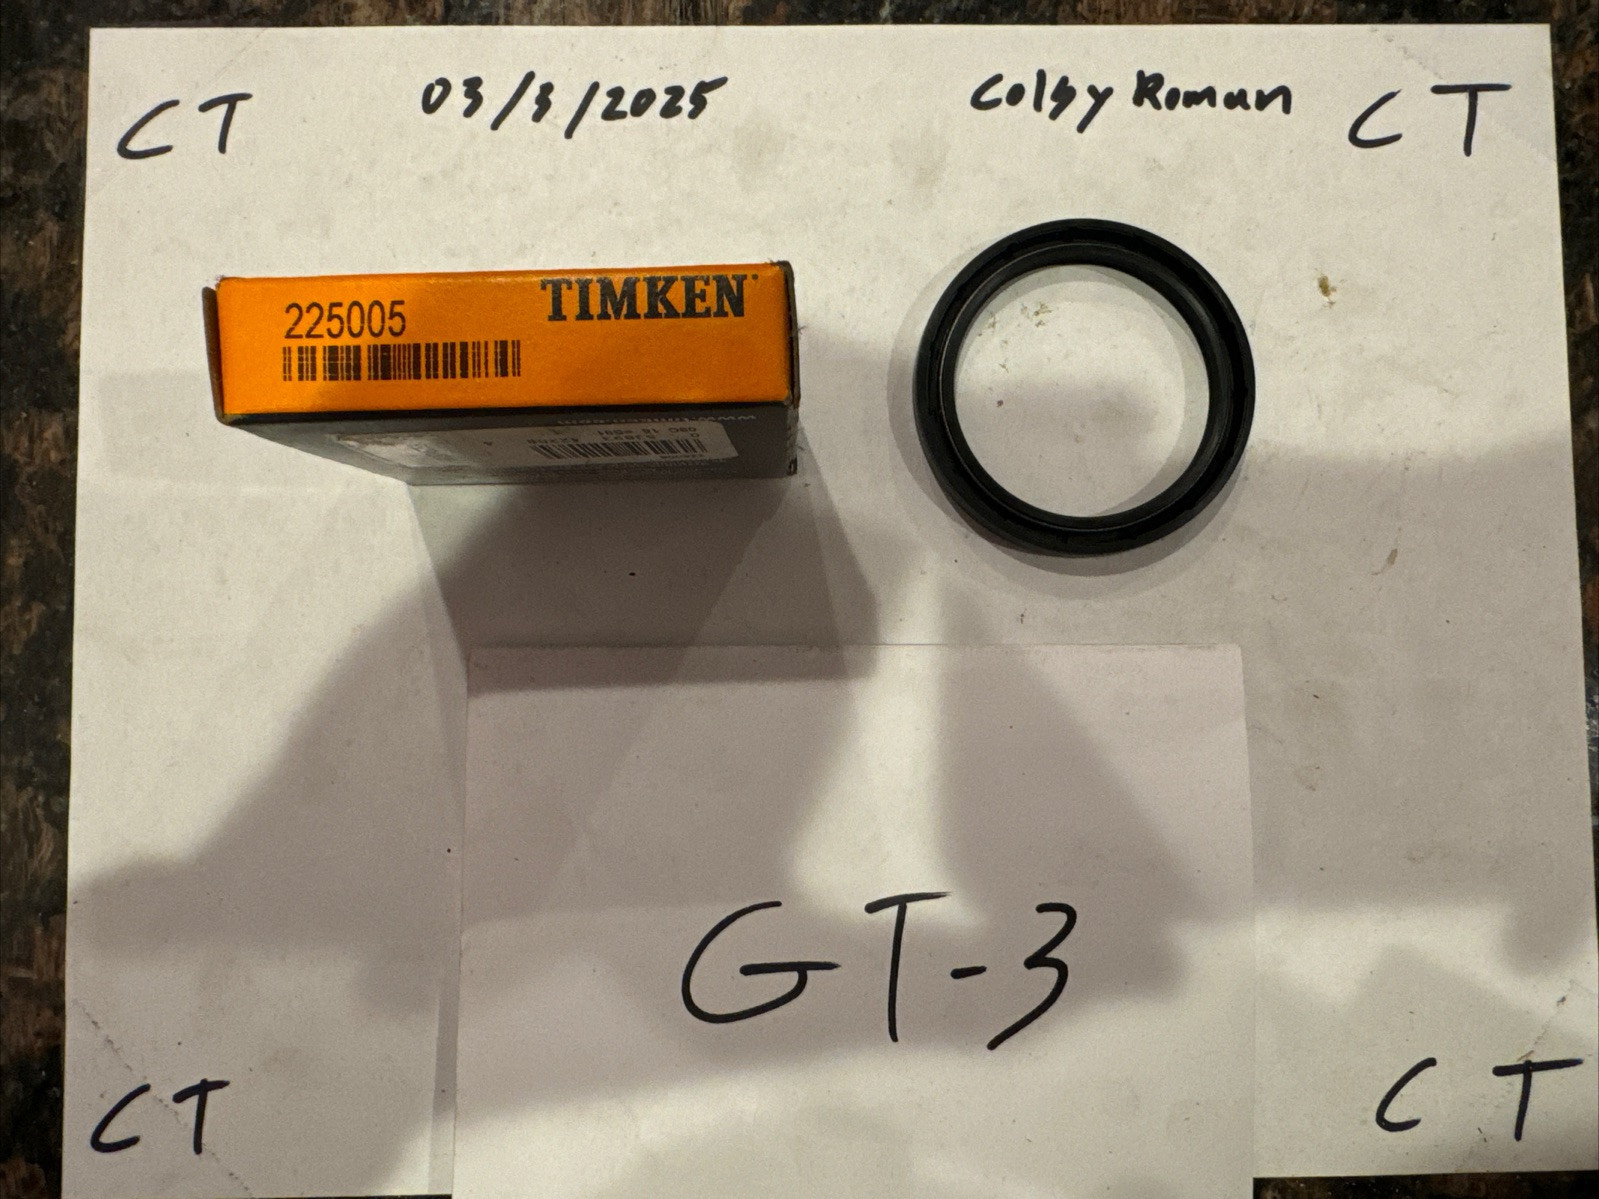 CT
03/3/2025
Colby Roman
CT
TIMKEN
225005
GT-3
CT
CT